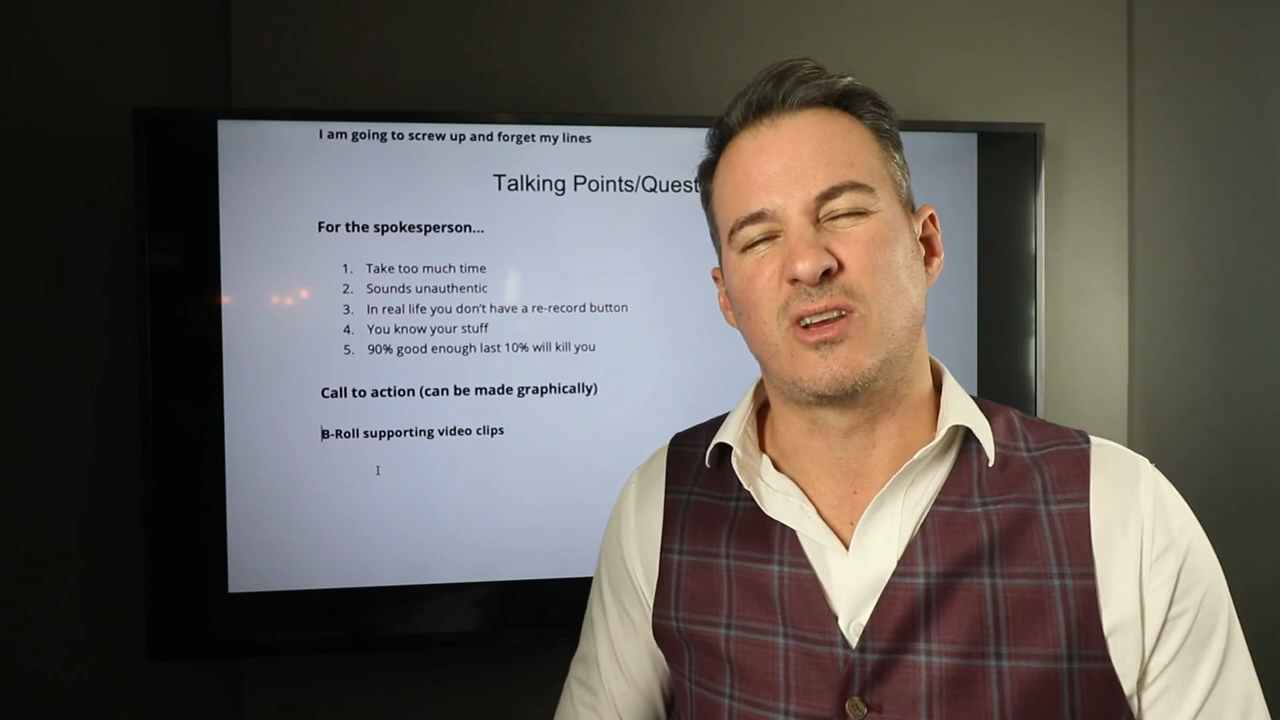 I am going to screw up and forget my lines
Talking Points/Quest
For the spokesperson...
1. Take too much time
2. Sounds unauthentic
3. In real life you don't have a re-record button
4. You know your stuff
5. 90% good enough last 10% will kill you
Call to action (can be made graphically)
B-Roll supporting video clips